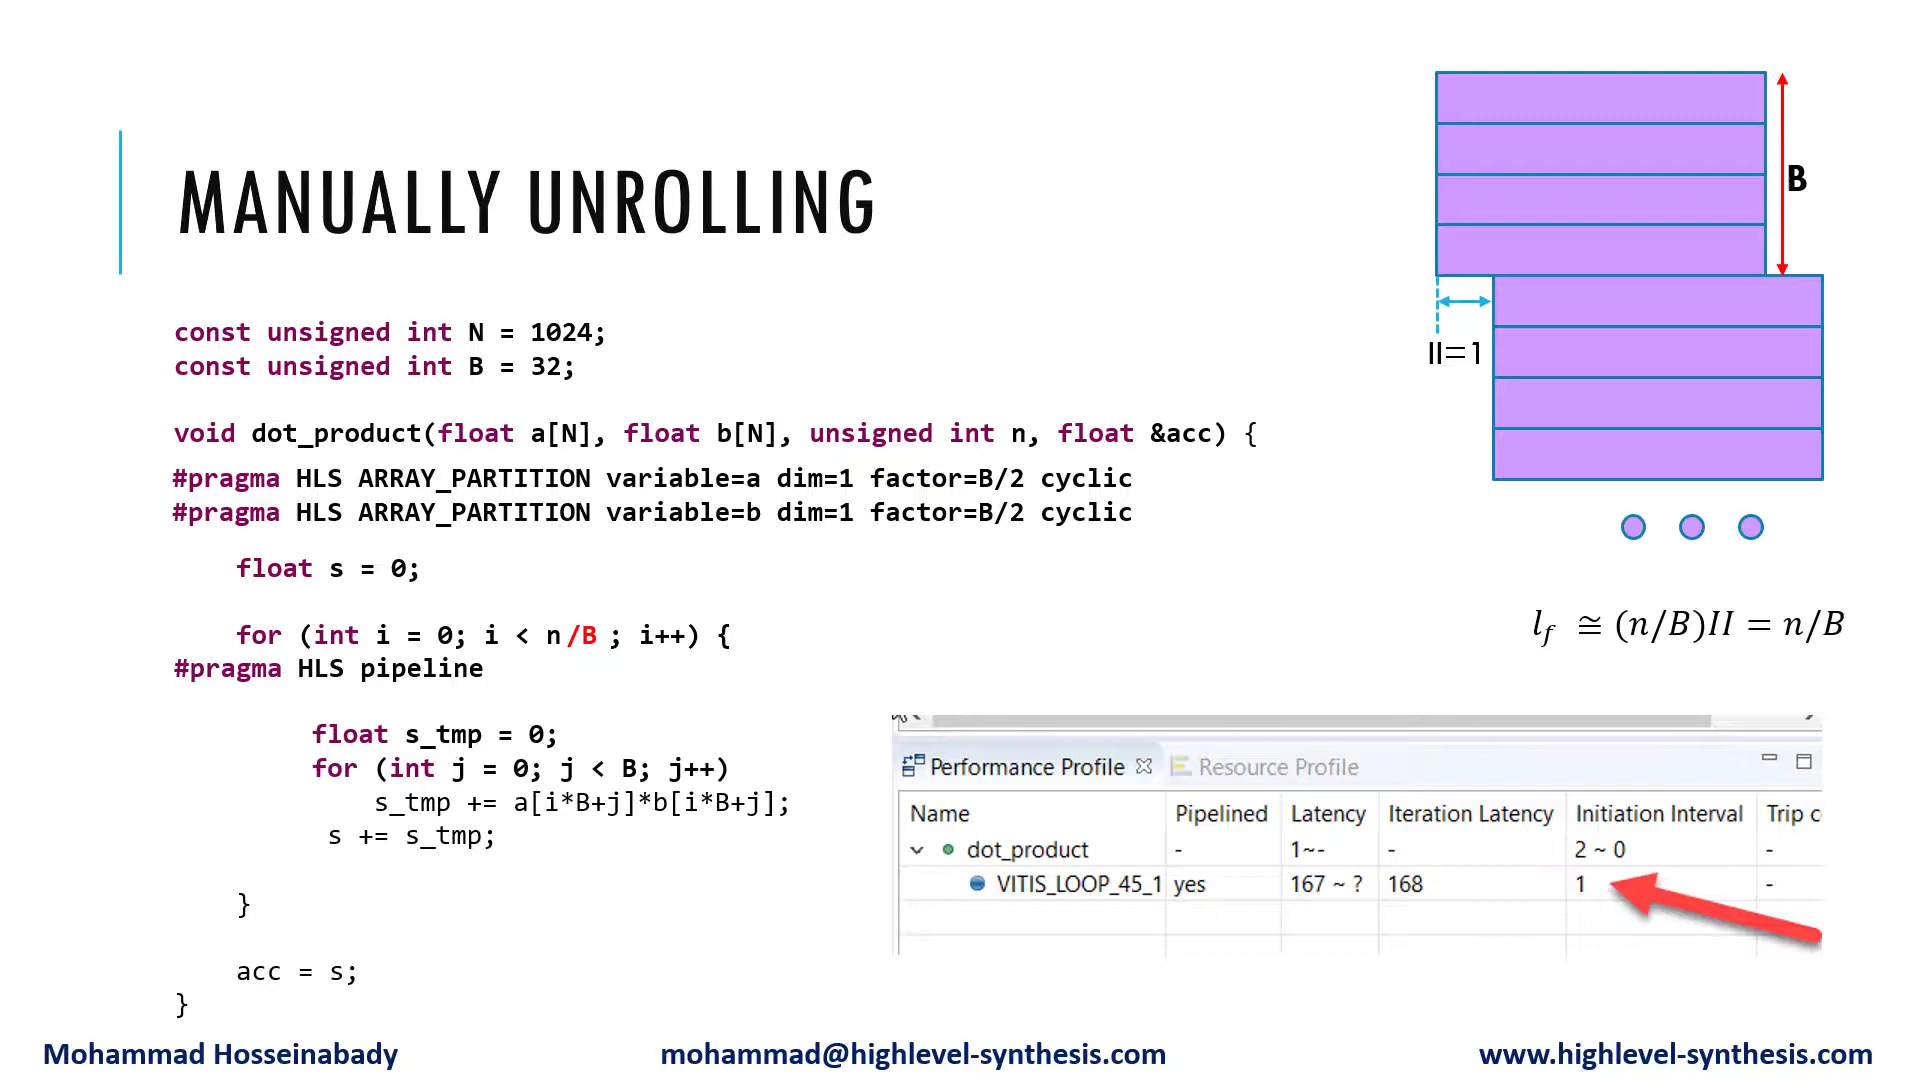 MANUALLY UNROLLING
B
II=1
const unsigned int N = 1024;
const unsigned int B = 32;
void dot_product(float a[N], float b[N], unsigned int n, float &acc) {
#pragma HLS ARRAY_PARTITION variable=a dim=1 factor=B/2 cyclic
#pragma HLS ARRAY_PARTITION variable=b dim=1 factor=B/2 cyclic
float s = 0;
for (int i = 0; i < n/B ; i++) {
#pragma HLS pipeline
float s_tmp = 0;
for (int j = 0; j < B; j++)
s_tmp += a[i*B+j]*b[i*B+j];
s += s_tmp;
}
acc = s;
}
l_f ≅ (n/B)II = n/B
Performance Profile Resource Profile
Name Pipelined Latency Iteration Latency Initiation Interval Trip c
dot_product - 1~- - 2 ~ 0 -
VITIS_LOOP_45_1 yes 167 ~ ? 168 1 -
Mohammad Hosseinabady mohammad@highlevel-synthesis.com www.highlevel-synthesis.com